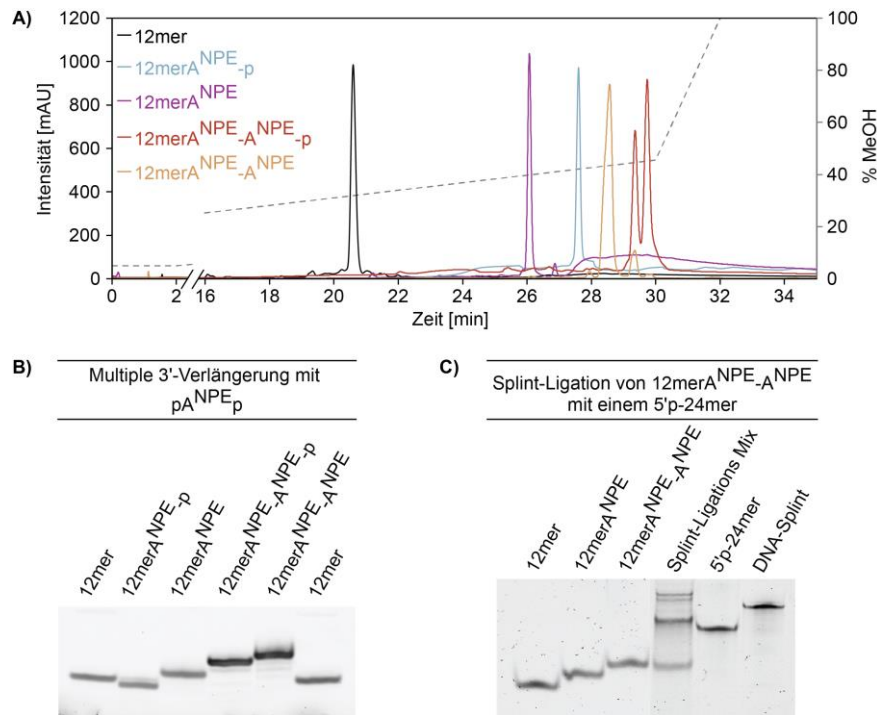 A)
1200
1000
800
600
400
200
0
Intensität [mAU]
12mer
12merA^NPE-p
12merA^NPE
12merA^NPE-A^NPE-p
12merA^NPE-A^NPE
100
80
60
40
20
0
% MeOH
0 2 16 18 20 22 24 26 28 30 32 34
Zeit [min]
B)
Multiple 3'-Verlängerung mit
pA^NPEp
12mer
12merA^NPE-p
12merA^NPE
12merA^NPE-A^NPE-p
12merA^NPE-A^NPE
12mer
C)
Splint-Ligation von 12merA^NPE-A^NPE
mit einem 5'p-24mer
12mer
12merA^NPE
12merA^NPE-A^NPE
Splint-Ligations Mix
5'p-24mer
DNA-Splint